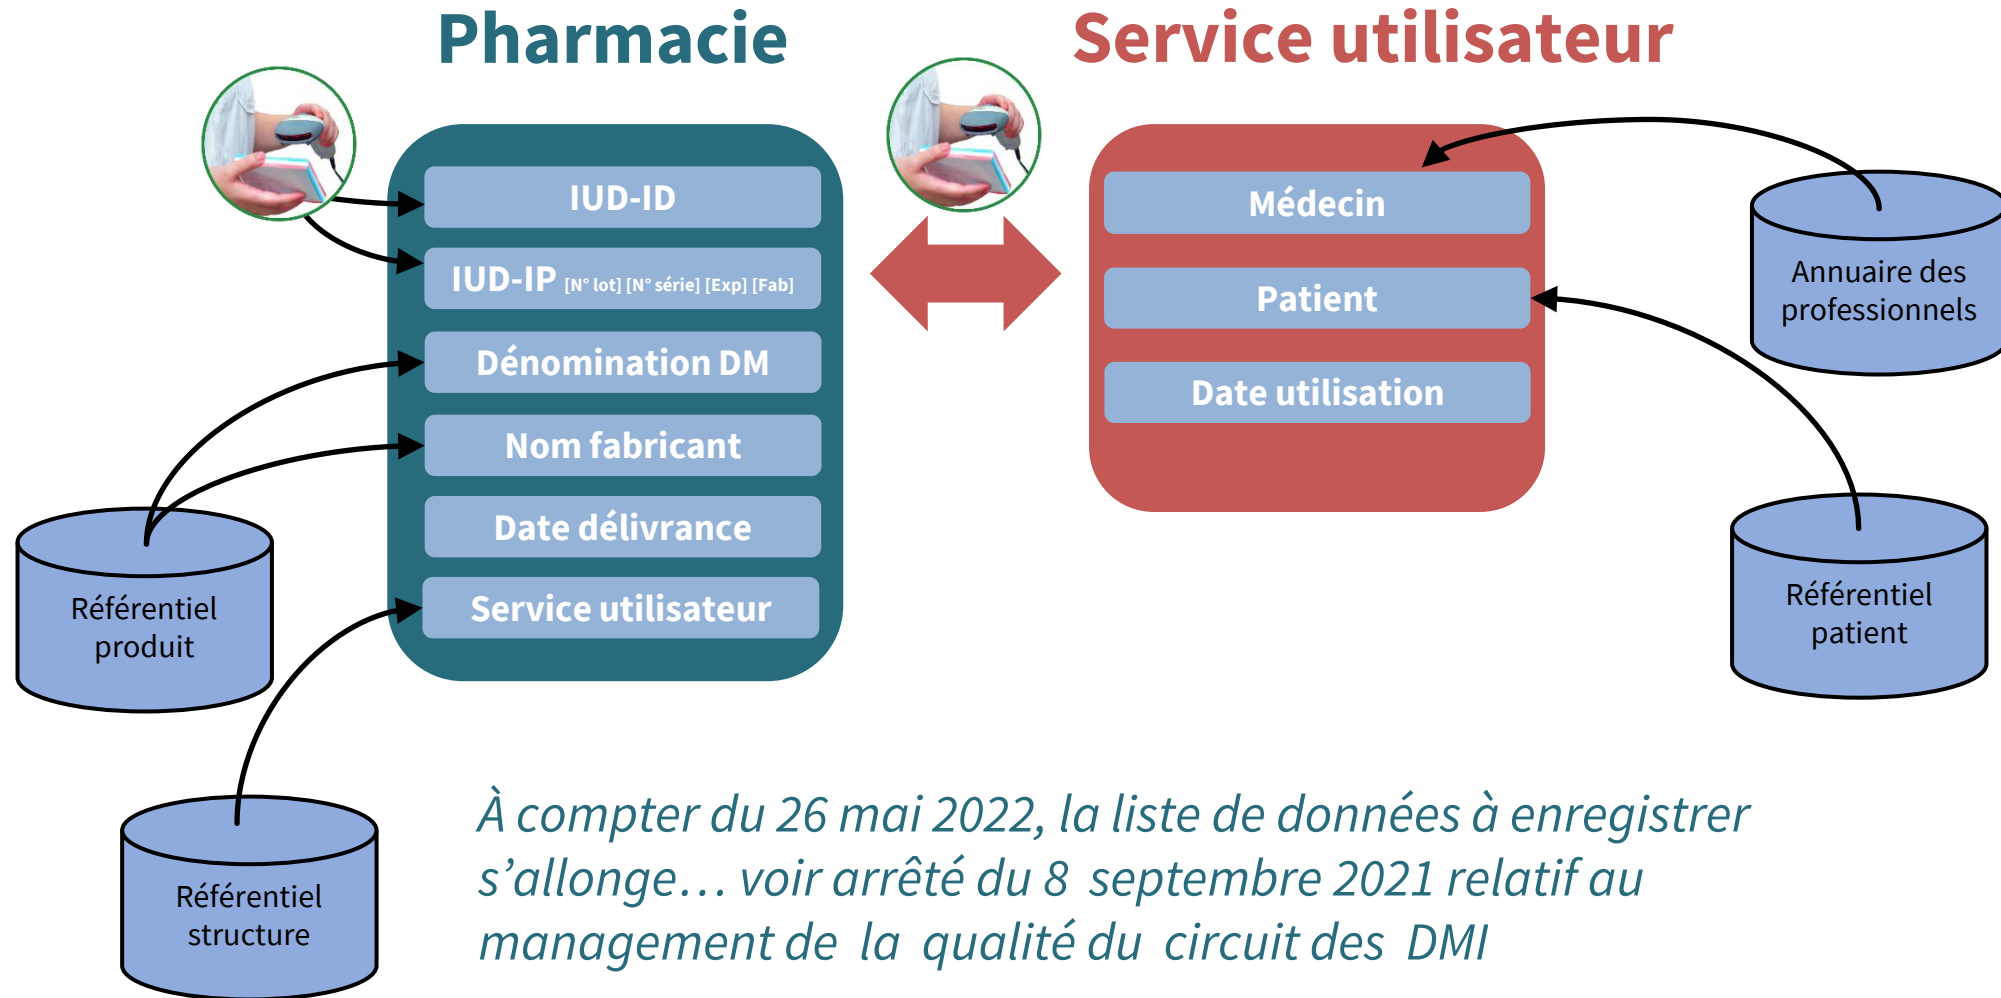 Pharmacie
Service utilisateur
IUD-ID
IUD-IP [N° lot] [N° série] [Exp] [Fab]
Dénomination DM
Nom fabricant
Date délivrance
Service utilisateur
Médecin
Patient
Date utilisation
Annuaire des
professionnels
Référentiel
produit
Référentiel
patient
Référentiel
structure
À compter du 26 mai 2022, la liste de données à enregistrer
s’allonge… voir arrêté du 8 septembre 2021 relatif au
management de la qualité du circuit des DMI